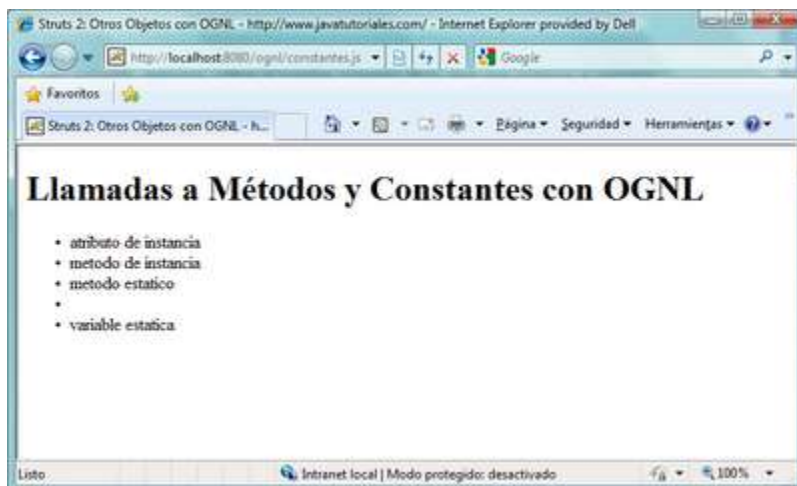 Struts 2: Otros Objetos con OGNL - http://www.javatutoriales.com/ - Internet Explorer provided by Dell
http://localhost:8080/ognl/constantes.js
Google
Favoritos
Struts 2: Otros Objetos con OGNL - h...
Página
Seguridad
Herramientas
Llamadas a Métodos y Constantes con OGNL
• atributo de instancia
• metodo de instancia
• metodo estatico
•
• variable estatica
Listo
Intranet local | Modo protegido: desactivado
100%